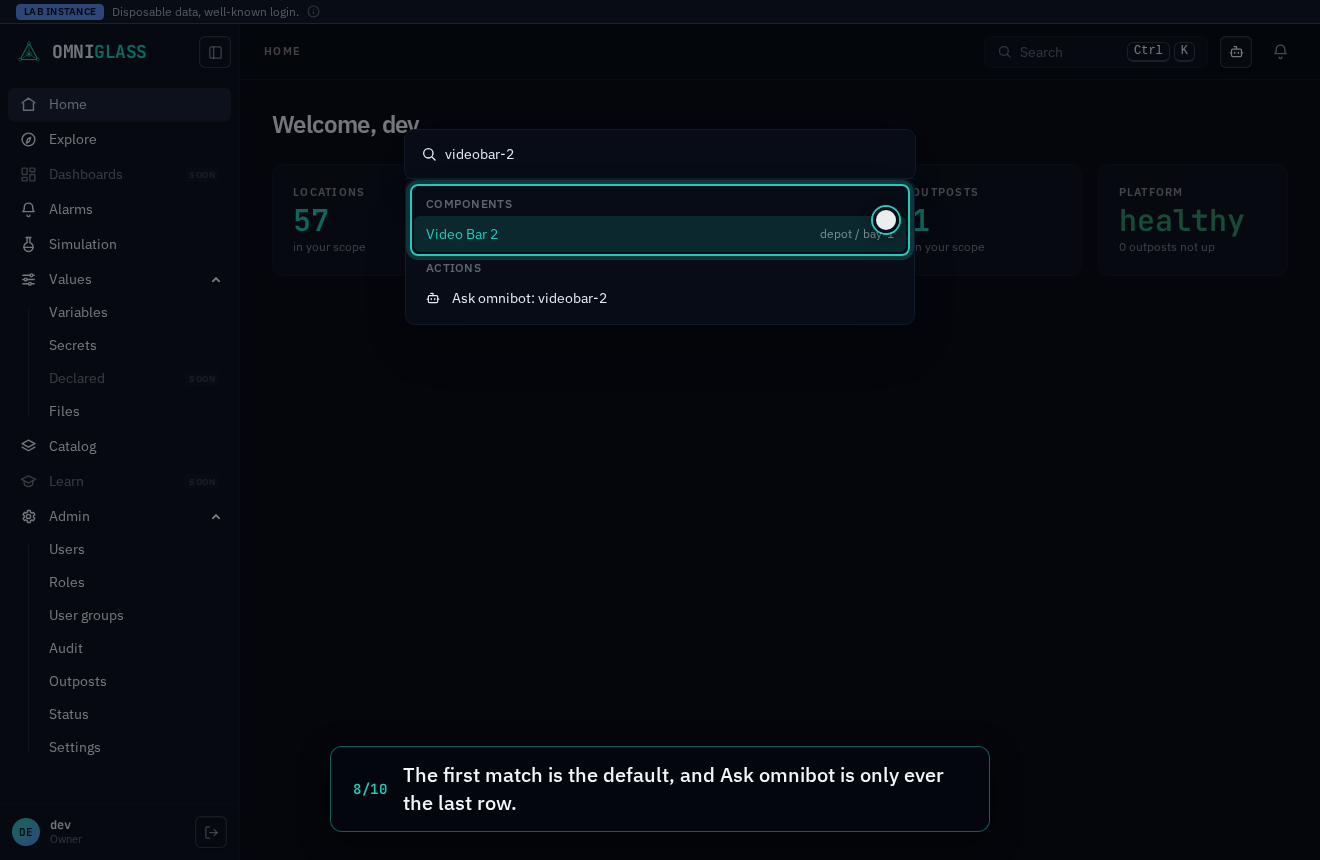 LAB INSTANCE Disposable data, well-known login.
OMNIGLASS
HOME
Search Ctrl K
Home
Explore
Dashboards SOON
Alarms
Simulation
Values
Variables
Secrets
Declared SOON
Files
Catalog
Learn SOON
Admin
Users
Roles
User groups
Audit
Outposts
Status
Settings
DE dev
Owner
Welcome, dev
LOCATIONS
57
in your scope
OUTPOSTS
1
in your scope
PLATFORM
healthy
0 outposts not up
videobar-2
COMPONENTS
Video Bar 2 depot / bay-1
ACTIONS
Ask omnibot: videobar-2
8/10 The first match is the default, and Ask omnibot is only ever
the last row.